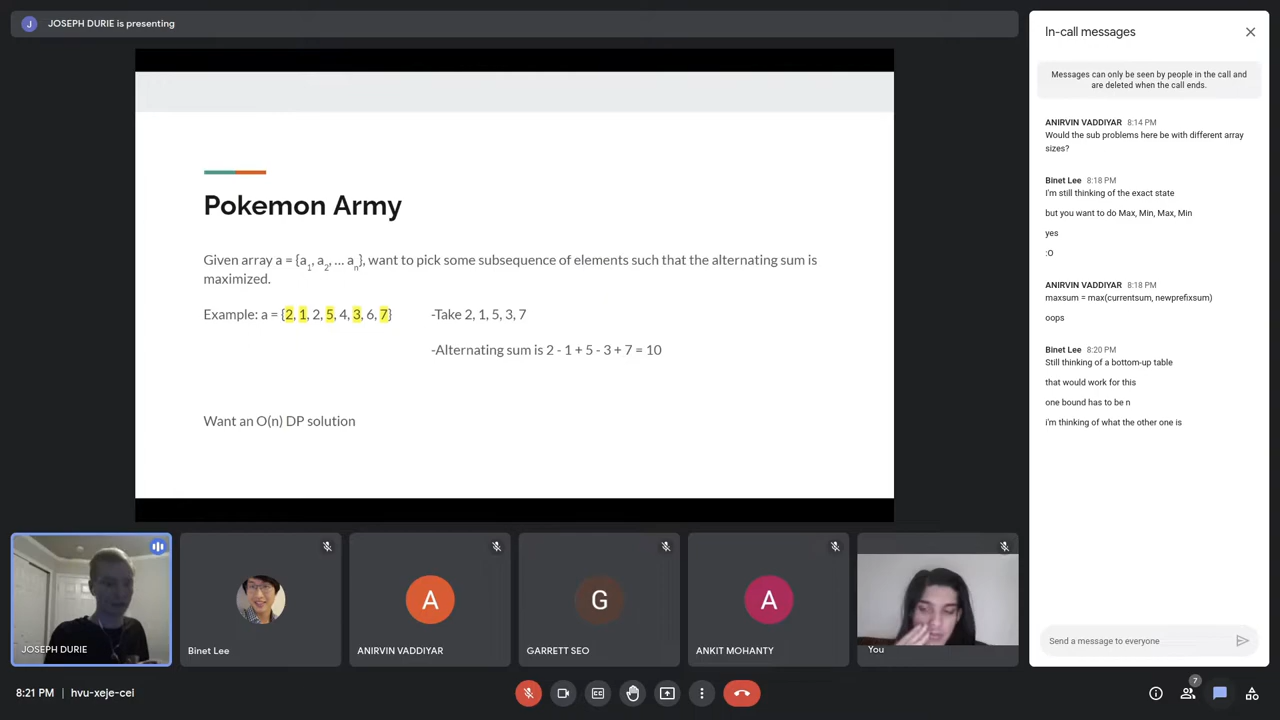 J JOSEPH DURIE is presenting
Pokemon Army
Given array a = {a1, a2, ... an}, want to pick some subsequence of elements such that the alternating sum is
maximized.
Example: a = {2, 1, 2, 5, 4, 3, 6, 7} -Take 2, 1, 5, 3, 7
-Alternating sum is 2 - 1 + 5 - 3 + 7 = 10
Want an O(n) DP solution
JOSEPH DURIE
Binet Lee
A
ANIRVIN VADDIYAR
G
GARRETT SEO
A
ANKIT MOHANTY
You
8:21 PM | hvu-xeje-cei
In-call messages
Messages can only be seen by people in the call and
are deleted when the call ends.
ANIRVIN VADDIYAR 8:14 PM
Would the sub problems here be with different array
sizes?
Binet Lee 8:18 PM
I'm still thinking of the exact state
but you want to do Max, Min, Max, Min
yes
:O
ANIRVIN VADDIYAR 8:18 PM
maxsum = max(currentsum, newprefixsum)
oops
Binet Lee 8:20 PM
Still thinking of a bottom-up table
that would work for this
one bound has to be n
i'm thinking of what the other one is
Send a message to everyone
7